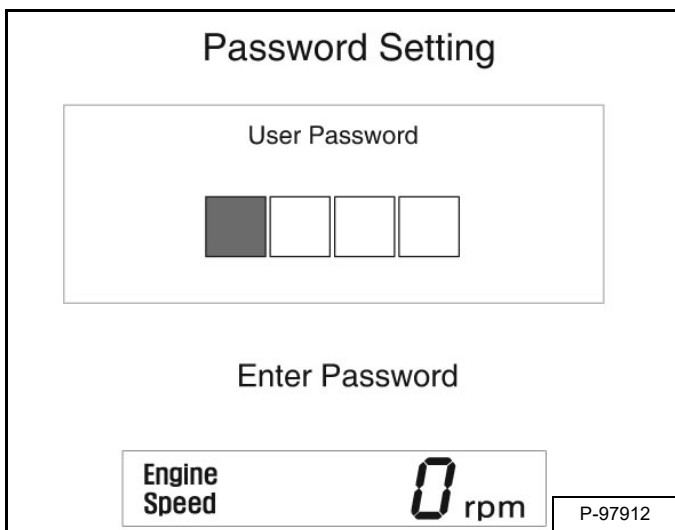 Password Setting
User Password
Enter Password
Engine
Speed 0 rpm
P-97912